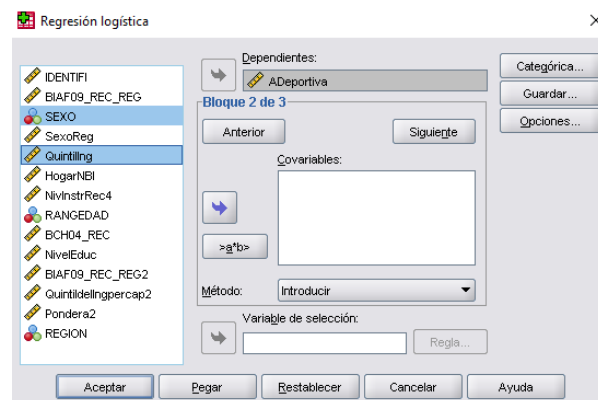 Regresión logística
IDENTIFI
BIAF09_REC_REG
SEXO
SexoReg
QuintilIng
HogarNBI
NivInstrRec4
RANGEDAD
BCH04_REC
NivelEduc
BIAF09_REC_REG2
QuintildelIngpercap2
Pondera2
REGION
Dependientes:
ADeportiva
Bloque 2 de 3
Anterior
Siguiente
Covariables:
>a*b>
Método:
Introducir
Variable de selección:
Regla...
Categórica...
Guardar...
Opciones...
Aceptar
Pegar
Restablecer
Cancelar
Ayuda